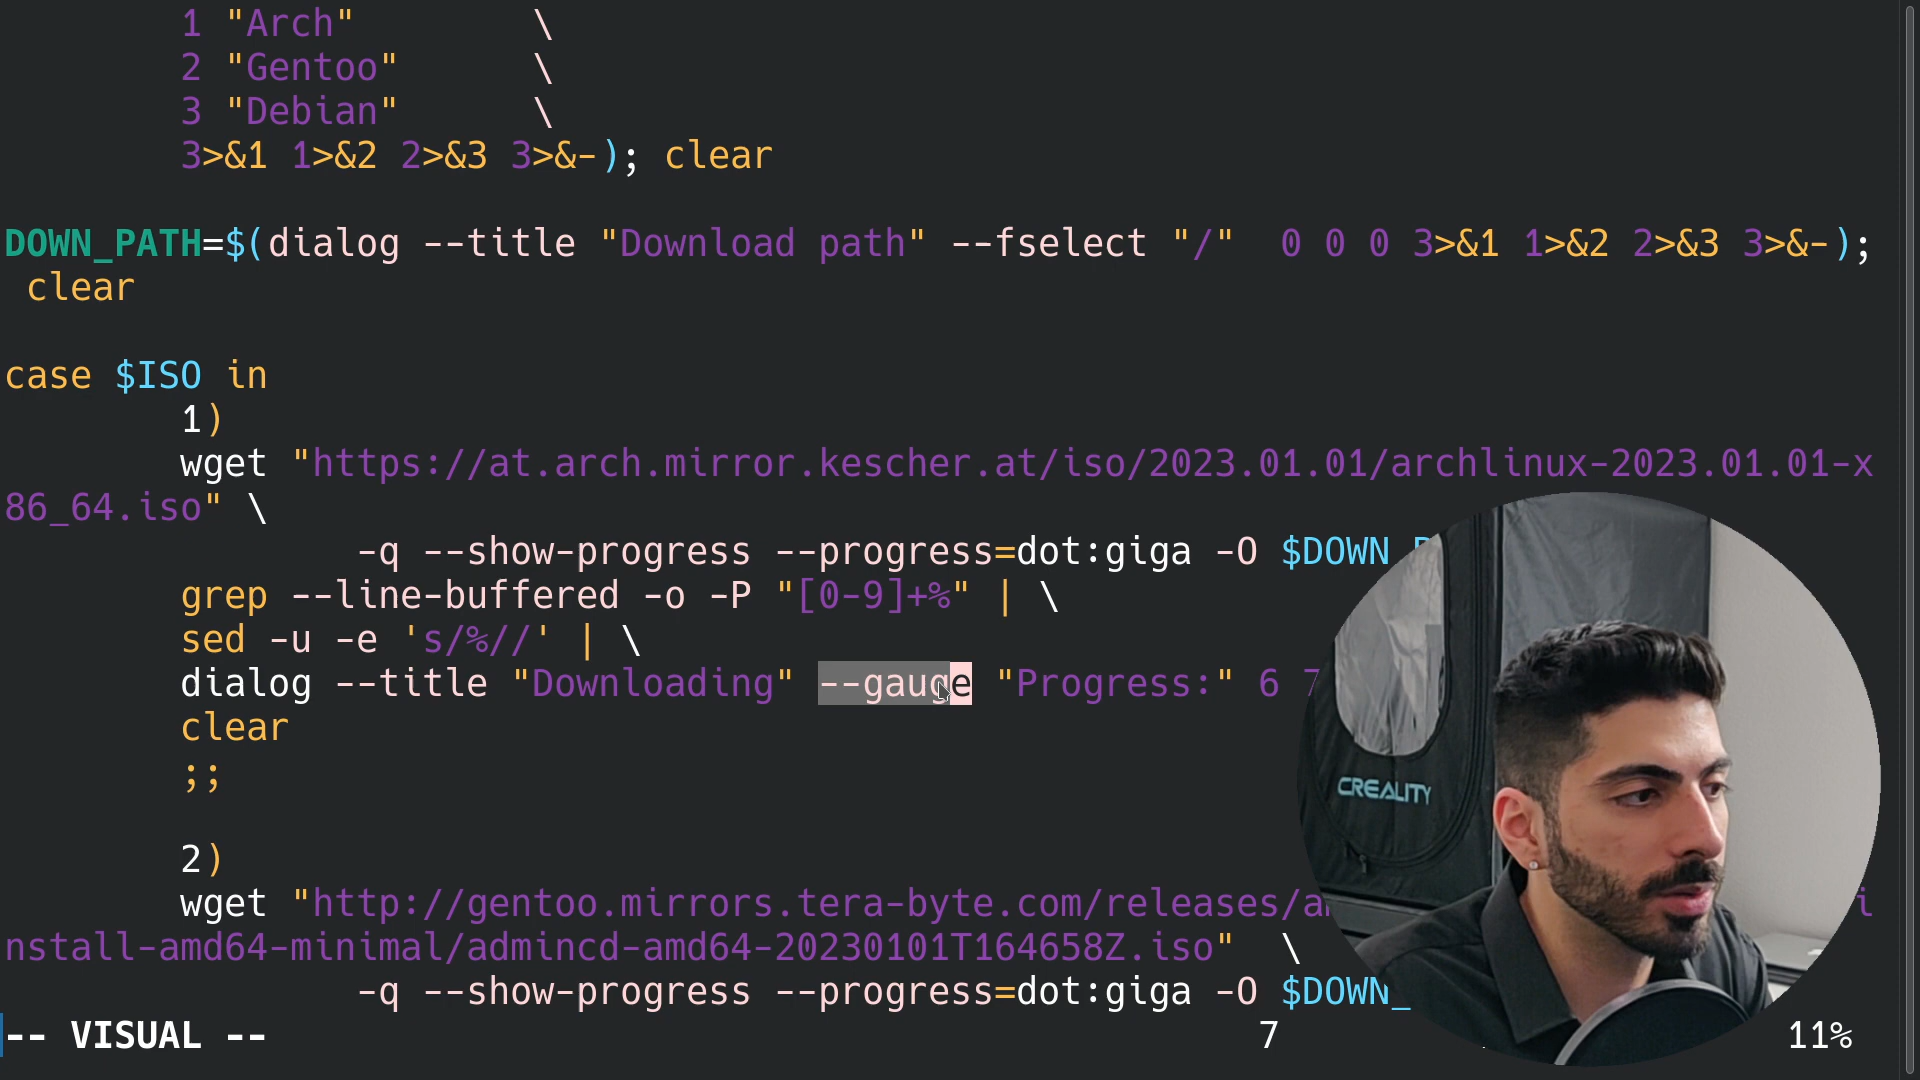 1 "Arch" \
2 "Gentoo" \
3 "Debian" \
3>&1 1>&2 2>&3 3>&-); clear
DOWN_PATH=$(dialog --title "Download path" --fselect "/"  0 0 0 3>&1 1>&2 2>&3 3>&-);
clear
case $ISO in
1)
wget "https://at.arch.mirror.kescher.at/iso/2023.01.01/archlinux-2023.01.01-x
86_64.iso" \
-q --show-progress --progress=dot:giga -O $DOWN_
grep --line-buffered -o -P "[0-9]+%" | \
sed -u -e 's/%//' | \
dialog --title "Downloading" --gauge "Progress:" 6 7
clear
;;
2)
wget "http://gentoo.mirrors.tera-byte.com/releases/a i
nstall-amd64-minimal/admincd-amd64-20230101T164658Z.iso"  \
-q --show-progress --progress=dot:giga -O $DOWN_
-- VISUAL -- 7 11%
CREALITY